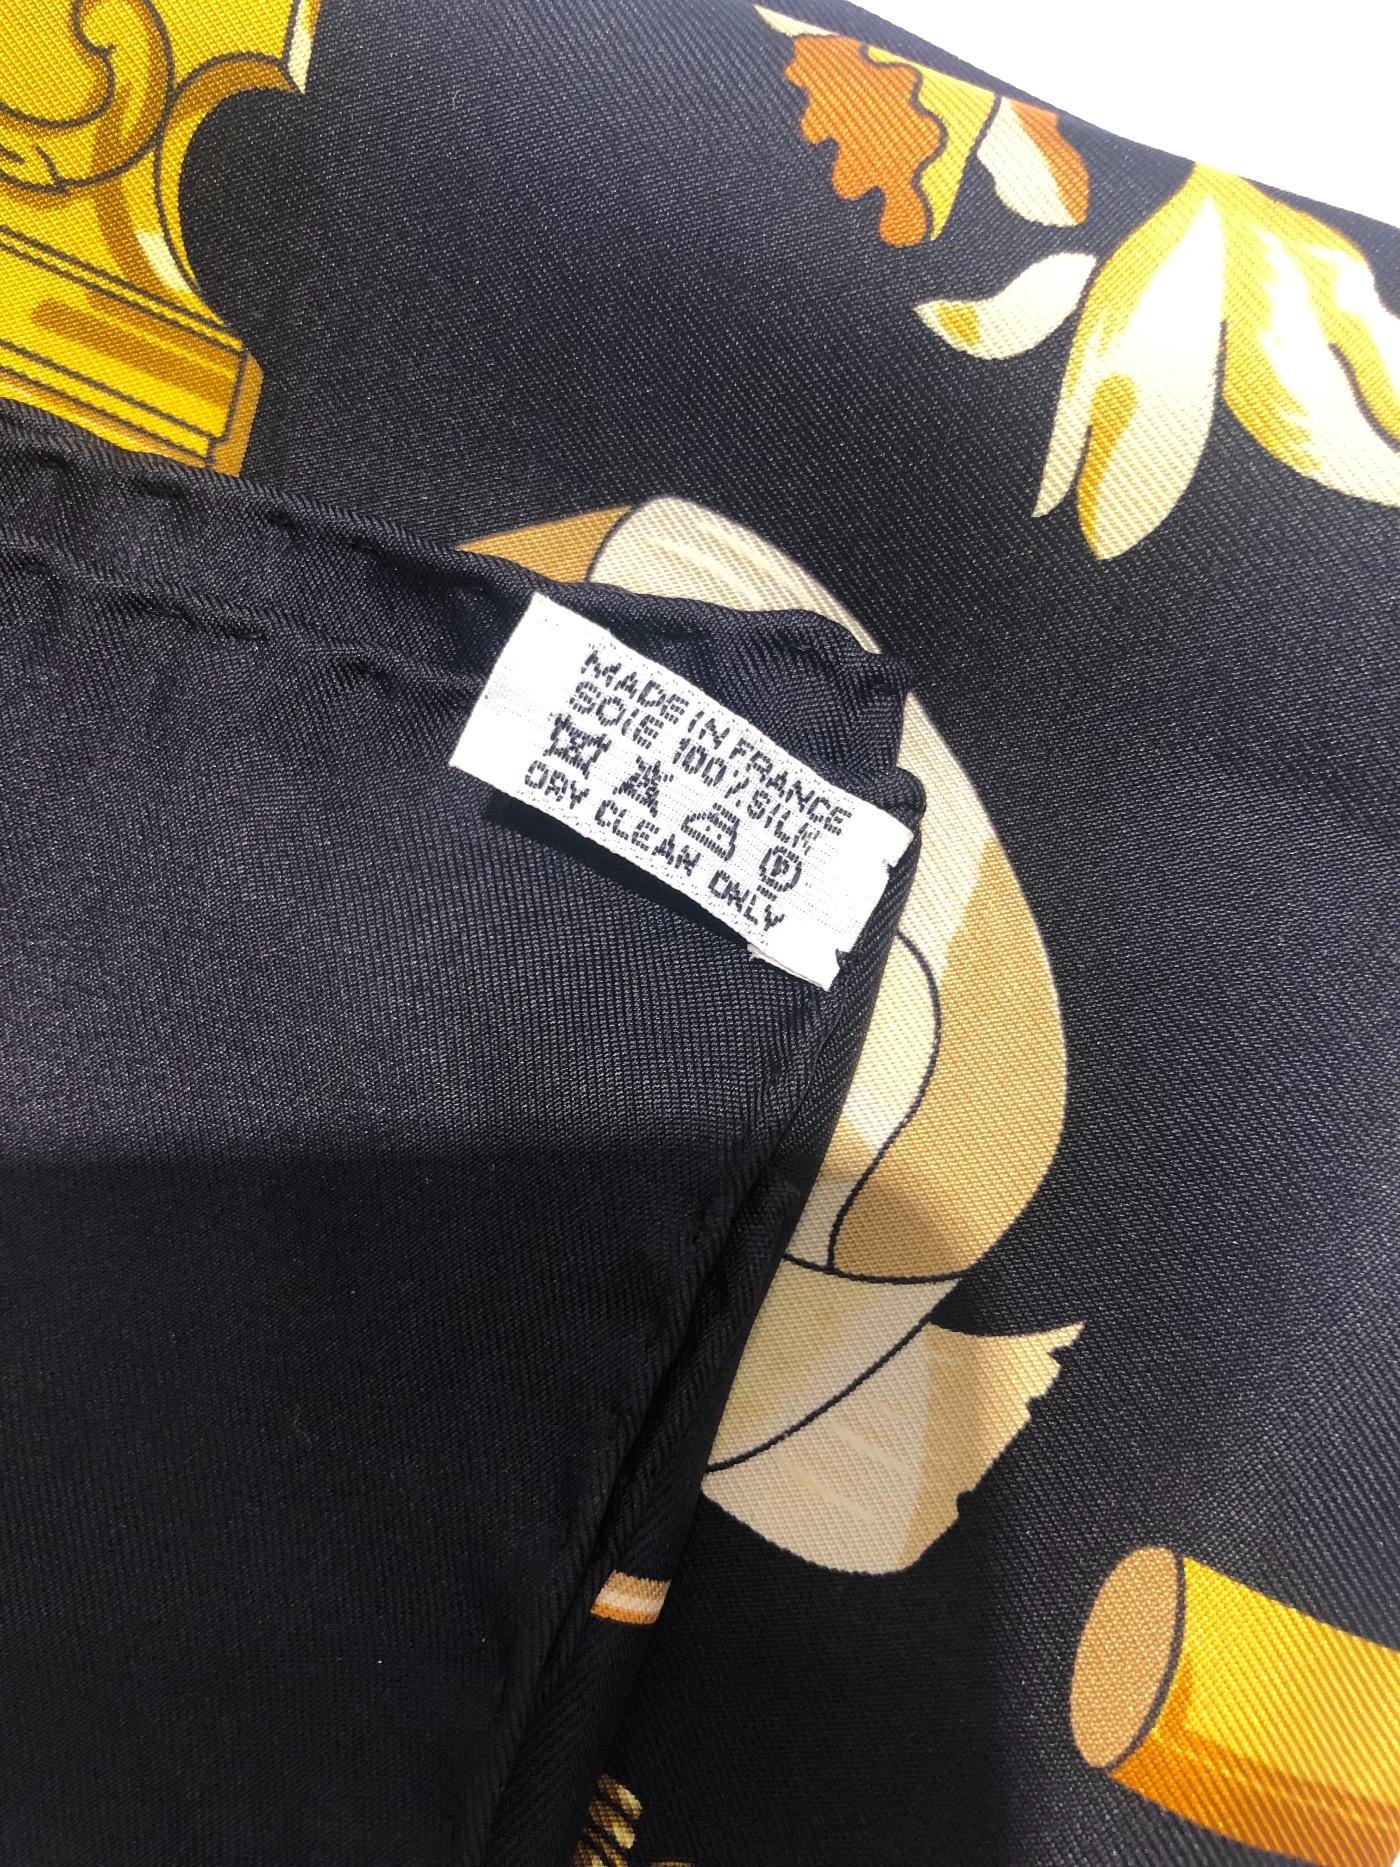 MADE IN FRANCE
SOIE 100% SILK
P
DRY CLEAN ONLY